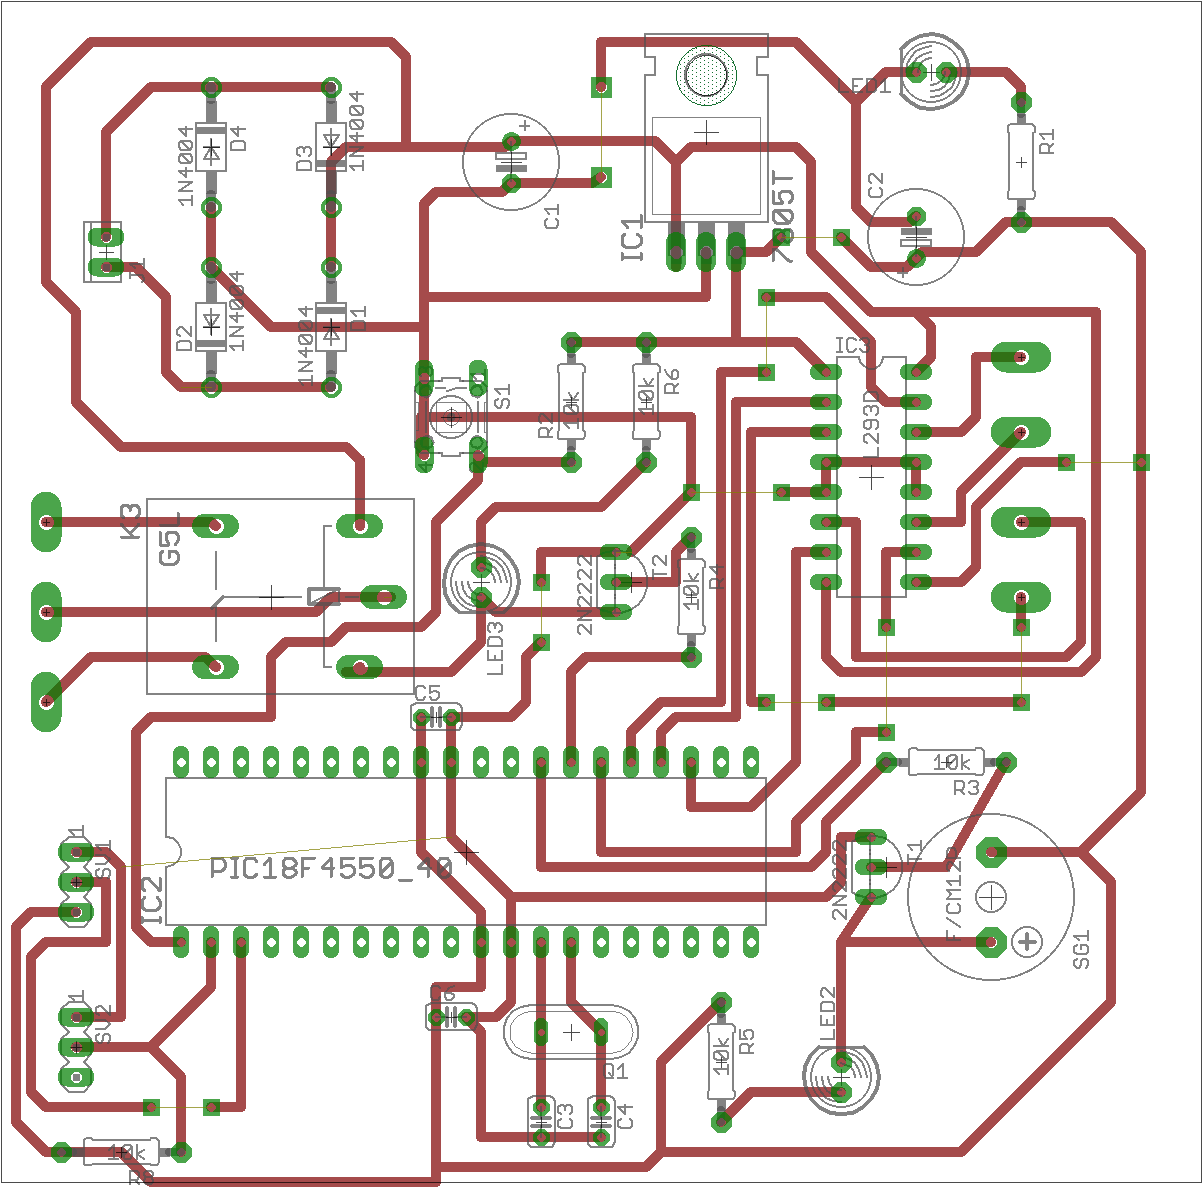 LED1
1N4004
D4
D3
1N4004
R1
C2
C1
IC1
7805T
J1
D2
1N4004
1N4004
D1
IC3
S1
R2
10k
10k
R6
L293D
K3
G5L
2N2222
T2
10k
R4
LED3
C5
10k
R3
1
SV1
PIC18F4550_40
IC2
2N2222
T1
F/CM12P
SG1
1
SV2
C6
LED2
10k
R5
Q1
C3
C4
10k